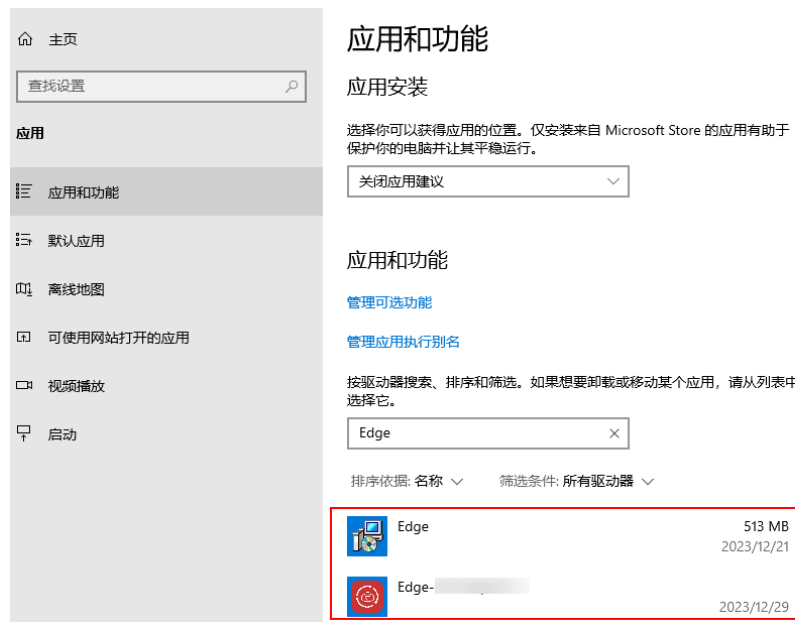 主页
查找设置
应用
应用和功能
默认应用
离线地图
可使用网站打开的应用
视频播放
启动
应用和功能
应用安装
选择你可以获得应用的位置。仅安装来自 Microsoft Store 的应用有助于
保护你的电脑并让其平稳运行。
关闭应用建议
应用和功能
管理可选功能
管理应用执行别名
按驱动器搜索、排序和筛选。如果想要卸载或移动某个应用，请从列表中
选择它。
Edge
排序依据: 名称 筛选条件: 所有驱动器
Edge 513 MB
2023/12/21
Edge-
2023/12/29